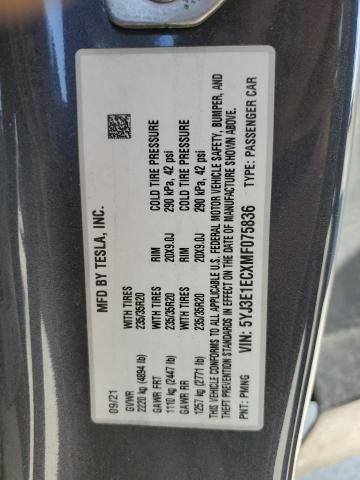 MFD BY TESLA, INC.
09/21
GVWR WITH TIRES RIM COLD TIRE PRESSURE
2220 kg (4894 lb) 235/35R20 20X9.0J 290 kPa, 42 psi
GAWR FRT WITH TIRES RIM COLD TIRE PRESSURE
1110 kg (2447 lb) 235/35R20 20X9.0J 290 kPa, 42 psi
GAWR RR
1257 kg (2771 lb)
THIS VEHICLE CONFORMS TO ALL APPLICABLE U.S. FEDERAL MOTOR VEHICLE SAFETY, BUMPER, AND
THEFT PREVENTION STANDARDS IN EFFECT ON THE DATE OF MANUFACTURE SHOWN ABOVE.
VIN: 5YJ3E1ECXMF075836 TYPE: PASSENGER CAR
PNT: PMNG